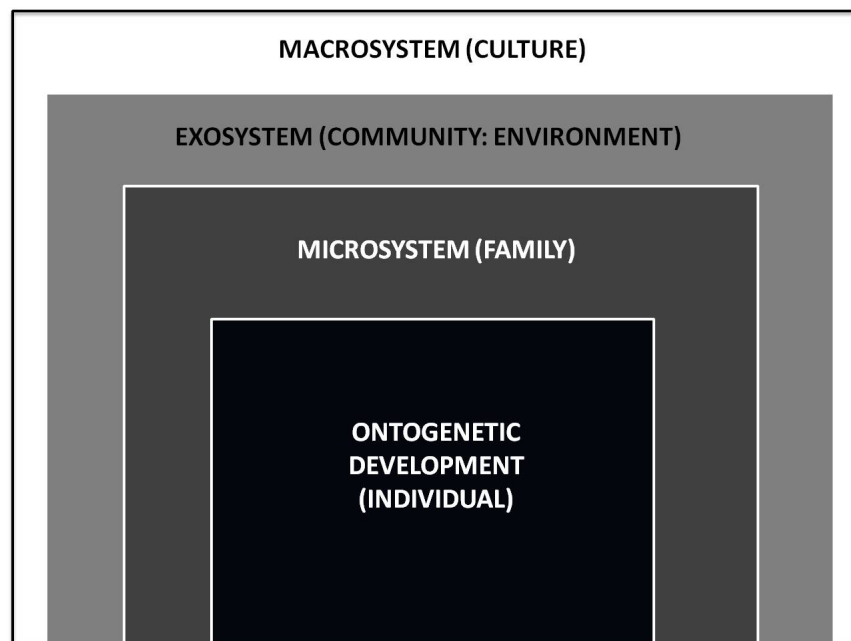 MACROSYSTEM (CULTURE)
EXOSYSTEM (COMMUNITY: ENVIRONMENT)
MICROSYSTEM (FAMILY)
ONTOGENETIC
DEVELOPMENT
(INDIVIDUAL)